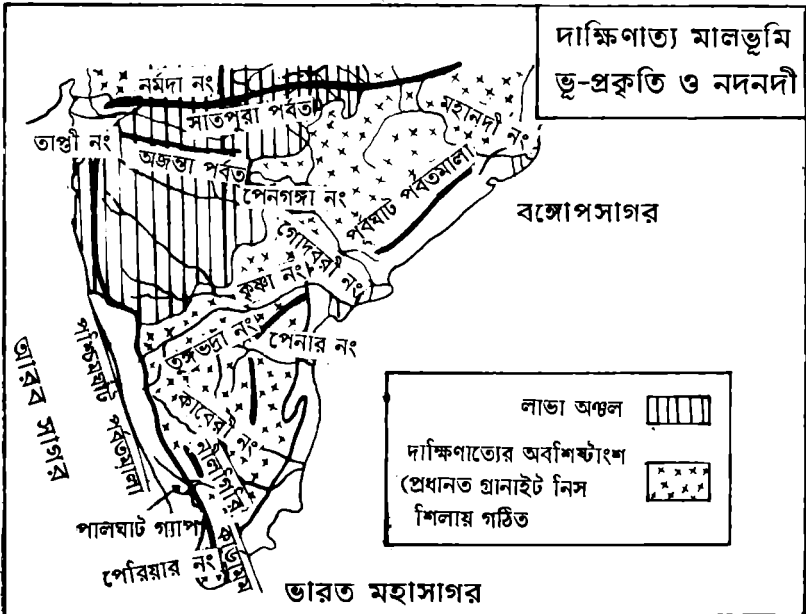 দাক্ষিণাত্য মালভূমি
ভূ-প্রকৃতি ও নদনদী
নর্মদা নং
সাতপুরা পর্বত
মহানদী নং
তাপ্তী নং
অজন্তা পর্বত
পেনগঙ্গা নং
পূর্বঘাট পর্বতমালা
বঙ্গোপসাগর
গোদাবরী নং
কৃষ্ণা নং
তুঙ্গভদ্রা নং
পেনার নং
পশ্চিমঘাট পর্বতমালা
আরব সাগর
কাবেরী নং
নীলগিরি
পালঘাট গ্যাপ
পেরিয়ার নং
কার্ডামম
ভারত মহাসাগর
লাভা অঞ্চল
দাক্ষিণাত্যের অবশিষ্টাংশ
(প্রধানত গ্রানাইট নিস
শিলায় গঠিত